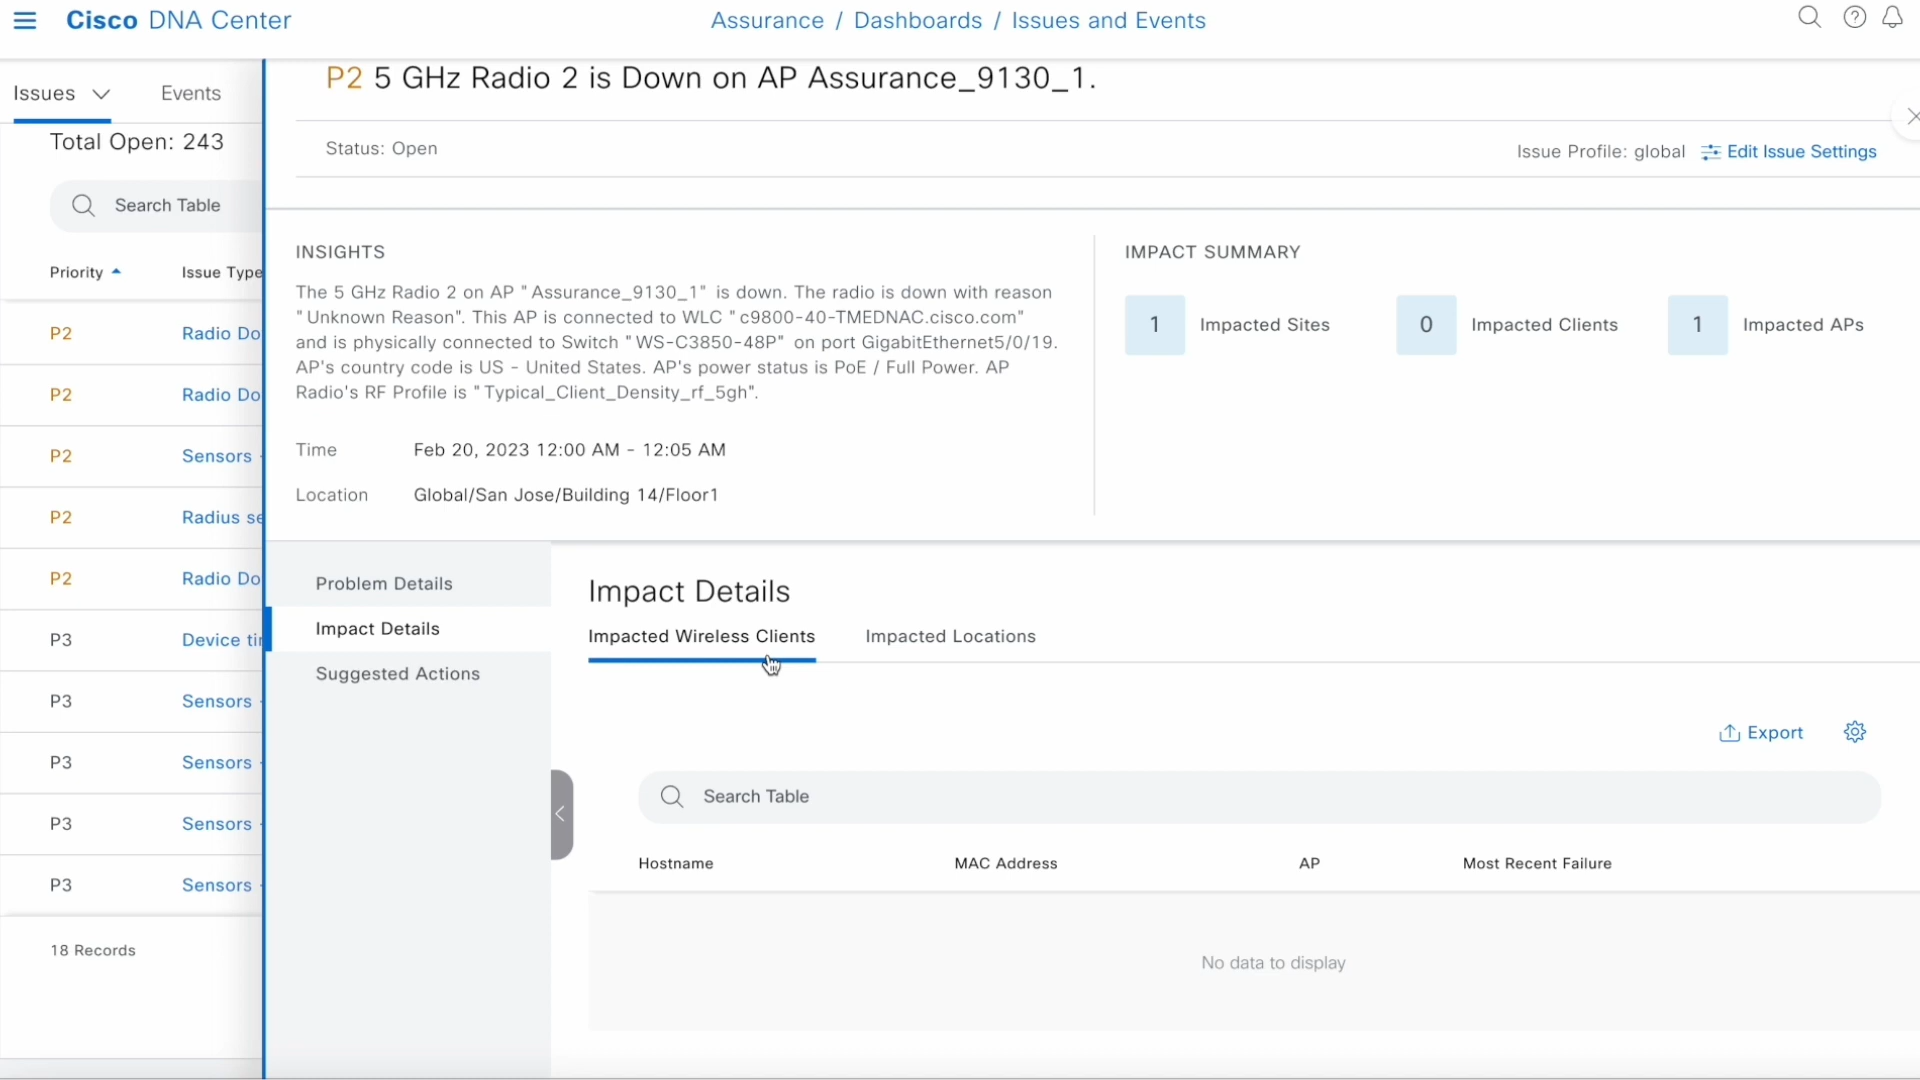 Cisco DNA Center
Assurance / Dashboards / Issues and Events
Issues
Events
Total Open: 243
Search Table
Priority
Issue Type
P2
Radio Do
P2
Radio Do
P2
Sensors
P2
Radius se
P2
Radio Do
P3
Device tim
P3
Sensors
P3
Sensors
P3
Sensors
P3
Sensors
18 Records
P2 5 GHz Radio 2 is Down on AP Assurance_9130_1.
Status: Open
Issue Profile: global
Edit Issue Settings
INSIGHTS
The 5 GHz Radio 2 on AP "Assurance_9130_1" is down. The radio is down with reason
"Unknown Reason". This AP is connected to WLC "c9800-40-TMEDNAC.cisco.com"
and is physically connected to Switch "WS-C3850-48P" on port GigabitEthernet5/0/19.
AP's country code is US - United States. AP's power status is PoE / Full Power. AP
Radio's RF Profile is "Typical_Client_Density_rf_5gh".
Time
Feb 20, 2023 12:00 AM - 12:05 AM
Location
Global/San Jose/Building 14/Floor1
IMPACT SUMMARY
1 Impacted Sites
0 Impacted Clients
1 Impacted APs
Problem Details
Impact Details
Suggested Actions
Impact Details
Impacted Wireless Clients
Impacted Locations
Export
Search Table
Hostname
MAC Address
AP
Most Recent Failure
No data to display